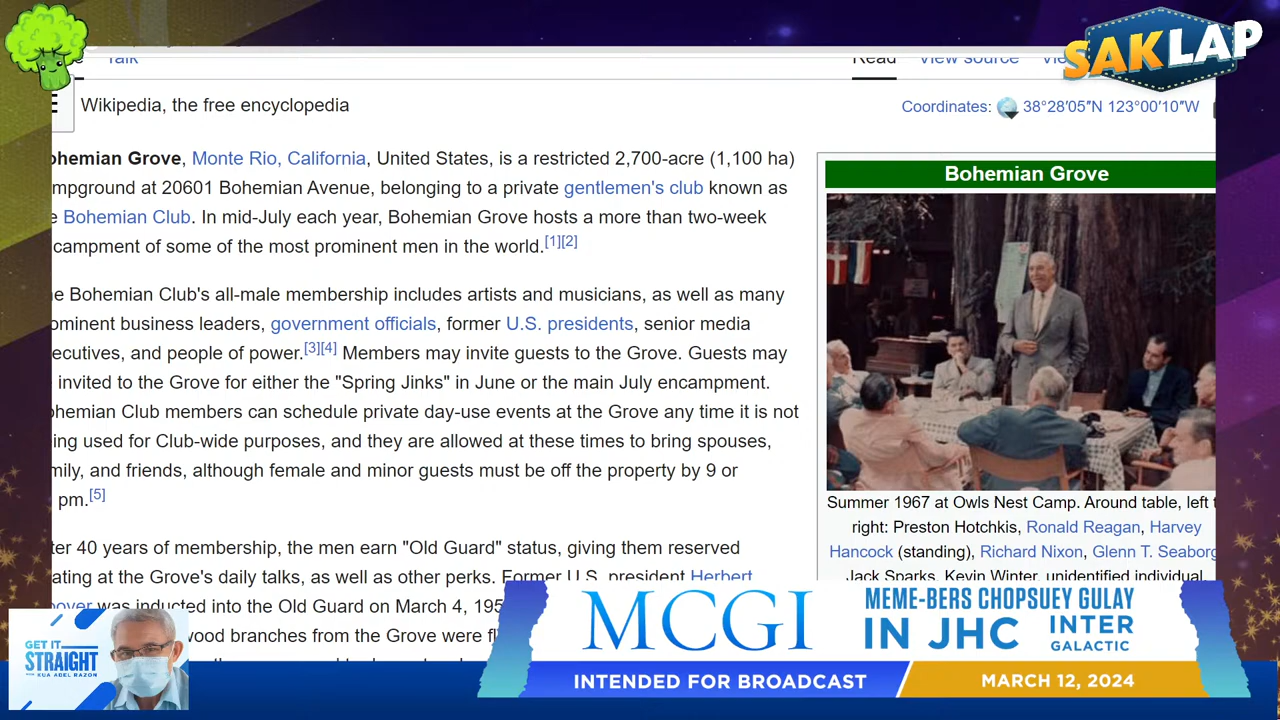 SAKLAP
Talk
Read View source
Wikipedia, the free encyclopedia
Coordinates: 38°28′05″N 123°00′10″W
ohemian Grove, Monte Rio, California, United States, is a restricted 2,700-acre (1,100 ha)
mpground at 20601 Bohemian Avenue, belonging to a private gentlemen's club known as
e Bohemian Club. In mid-July each year, Bohemian Grove hosts a more than two-week
campment of some of the most prominent men in the world.[1][2]
e Bohemian Club's all-male membership includes artists and musicians, as well as many
ominent business leaders, government officials, former U.S. presidents, senior media
ecutives, and people of power.[3][4] Members may invite guests to the Grove. Guests may
invited to the Grove for either the "Spring Jinks" in June or the main July encampment.
ohemian Club members can schedule private day-use events at the Grove any time it is not
ing used for Club-wide purposes, and they are allowed at these times to bring spouses,
mily, and friends, although female and minor guests must be off the property by 9 or
pm.[5]
ter 40 years of membership, the men earn "Old Guard" status, giving them reserved
ating at the Grove's daily talks, as well as other perks. Former U.S. president Herbert
oover was inducted into the Old Guard on March 4, 195
wood branches from the Grove were fl
Bohemian Grove
Summer 1967 at Owls Nest Camp. Around table, left t
right: Preston Hotchkis, Ronald Reagan, Harvey
Hancock (standing), Richard Nixon, Glenn T. Seaborg
Jack Sparks, Kevin Winter, unidentified individual,
GET IT
STRAIGHT
MCGI
MEME-BERS CHOPSUEY GULAY
IN JHC INTER
GALACTIC
INTENDED FOR BROADCAST
MARCH 12, 2024